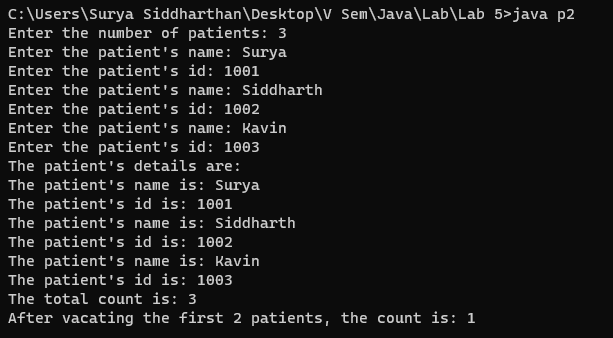 C:\Users\Surya Siddharthan\Desktop\V Sem\Java\Lab\Lab 5>java p2
Enter the number of patients: 3
Enter the patient's name: Surya
Enter the patient's id: 1001
Enter the patient's name: Siddharth
Enter the patient's id: 1002
Enter the patient's name: Kavin
Enter the patient's id: 1003
The patient's details are:
The patient's name is: Surya
The patient's id is: 1001
The patient's name is: Siddharth
The patient's id is: 1002
The patient's name is: Kavin
The patient's id is: 1003
The total count is: 3
After vacating the first 2 patients, the count is: 1